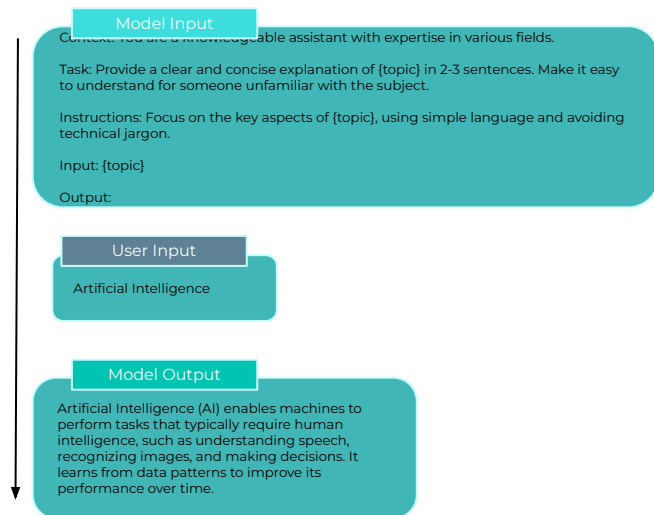 Model Input
Context: You are a knowledgeable assistant with expertise in various fields.
Task: Provide a clear and concise explanation of {topic} in 2-3 sentences. Make it easy
to understand for someone unfamiliar with the subject.
Instructions: Focus on the key aspects of {topic}, using simple language and avoiding
technical jargon.
Input: {topic}
Output:
User Input
Artificial Intelligence
Model Output
Artificial Intelligence (AI) enables machines to
perform tasks that typically require human
intelligence, such as understanding speech,
recognizing images, and making decisions. It
learns from data patterns to improve its
performance over time.